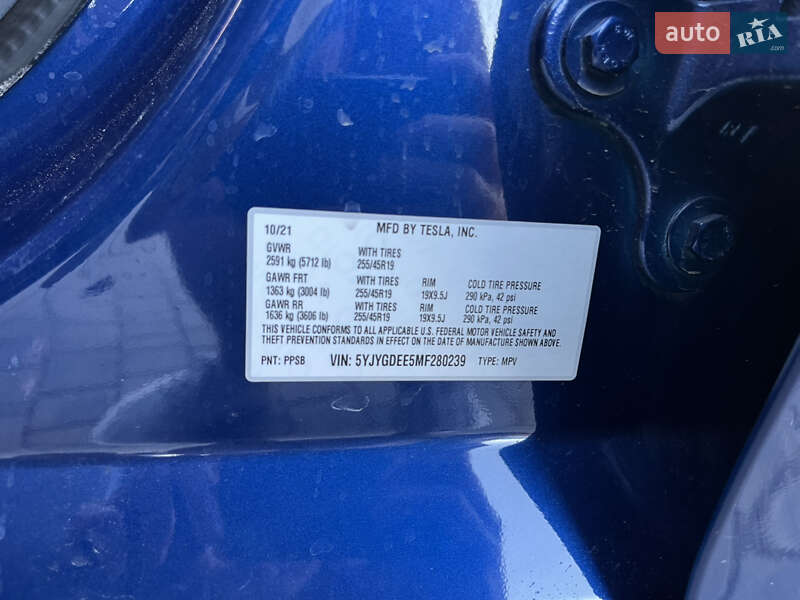 auto RIA
.com
10/21 MFD BY TESLA, INC.
GVWR WITH TIRES
2591 kg (5712 lb) 255/45R19
GAWR FRT WITH TIRES RIM COLD TIRE PRESSURE
1363 kg (3004 lb) 255/45R19 19X9.5J 290 kPa, 42 psi
GAWR RR WITH TIRES RIM COLD TIRE PRESSURE
1636 kg (3606 lb) 255/45R19 19X9.5J 290 kPa, 42 psi
THIS VEHICLE CONFORMS TO ALL APPLICABLE U.S. FEDERAL MOTOR VEHICLE SAFETY AND
THEFT PREVENTION STANDARDS IN EFFECT ON THE DATE OF MANUFACTURE SHOWN ABOVE.
PNT: PPSB VIN: 5YJYGDEE5MF280239 TYPE: MPV